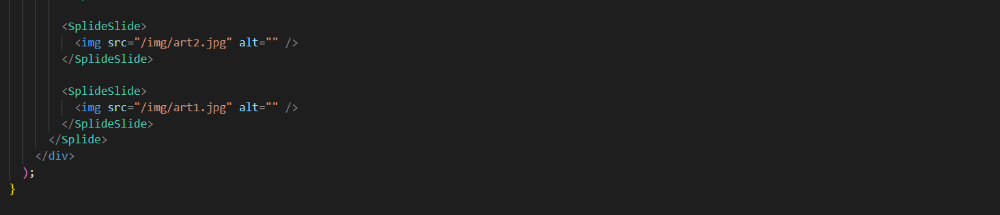 <SplideSlide>
<img src="/img/art2.jpg" alt="" />
</SplideSlide>
<SplideSlide>
<img src="/img/art1.jpg" alt="" />
</SplideSlide>
</Splide>
</div>
);
}